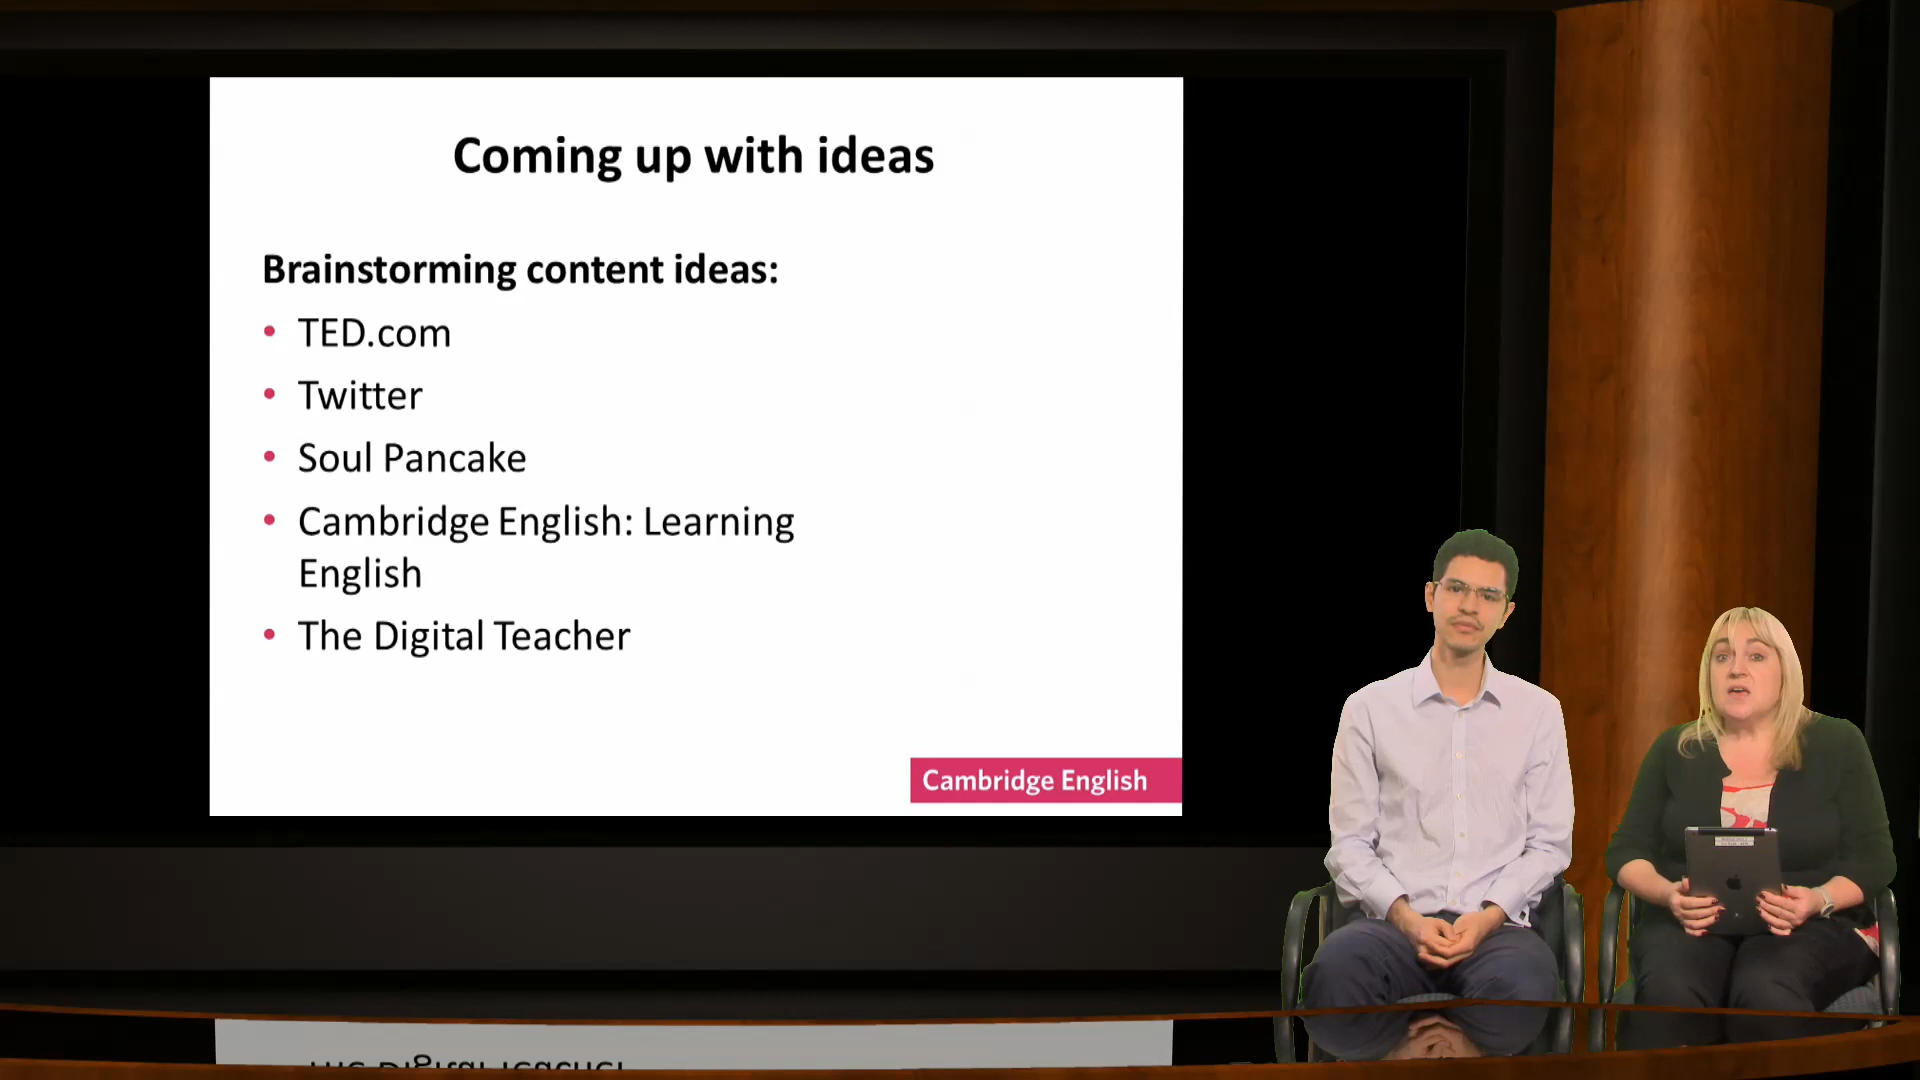 Coming up with ideas
Brainstorming content ideas:
• TED.com
• Twitter
• Soul Pancake
• Cambridge English: Learning
English
• The Digital Teacher
Cambridge English